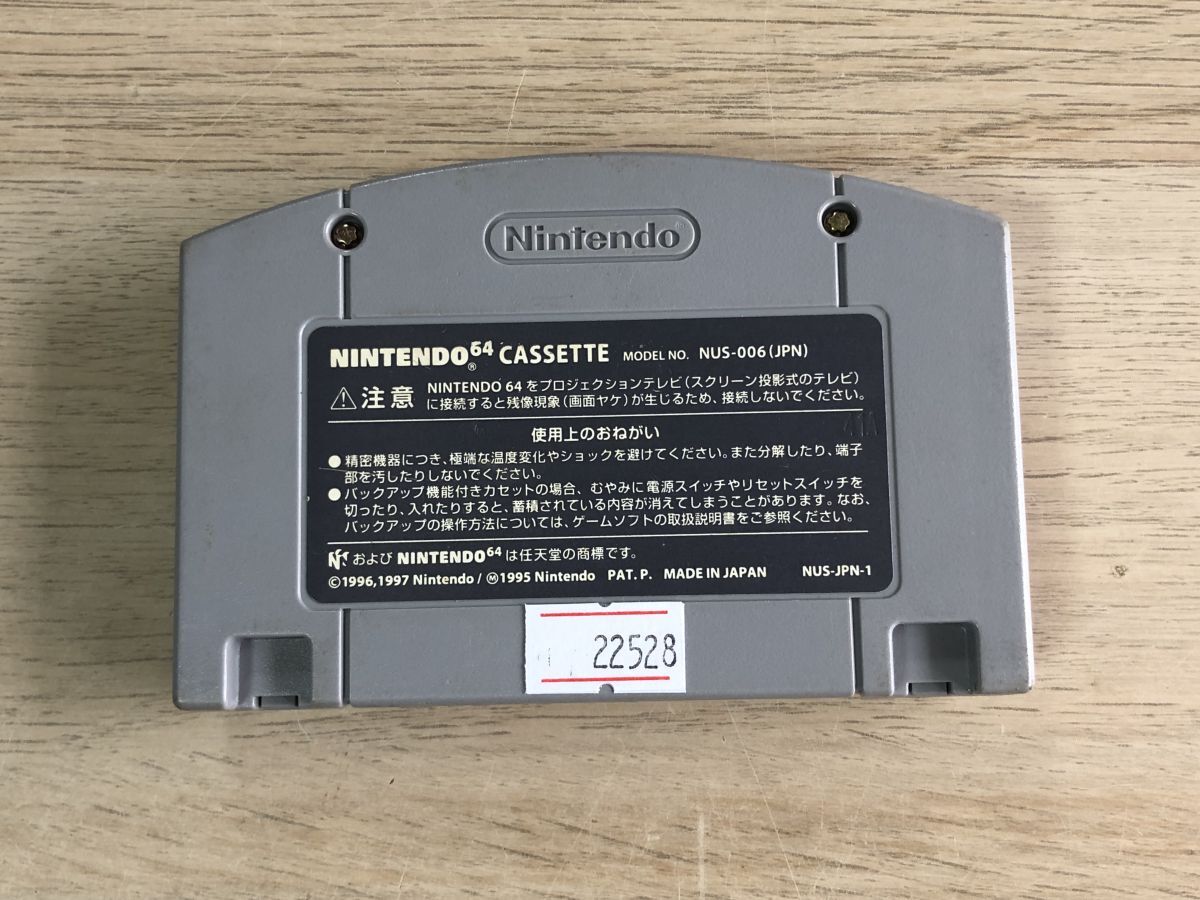 Nintendo®
NINTENDO64® CASSETTE MODEL NO. NUS-006(JPN)
⚠注意 NINTENDO 64をプロジェクションテレビ(スクリーン投影式のテレビ)
に接続すると残像現象(画面ヤケ)が生じるため、接続しないでください。
使用上のおねがい
●精密機器につき、極端な温度変化やショックを避けてください。また分解したり、端子
部を汚したりしないでください。
●バックアップ機能付きカセットの場合、むやみに電源スイッチやリセットスイッチを
切ったり、入れたりすると、蓄積されている内容が消えてしまうことがあります。なお、
バックアップの操作方法については、ゲームソフトの取扱説明書をご参照ください。
および NINTENDO64 は任天堂の商標です。
©1996,1997 Nintendo/Ⓜ1995 Nintendo PAT.P. MADE IN JAPAN NUS-JPN-1
22528